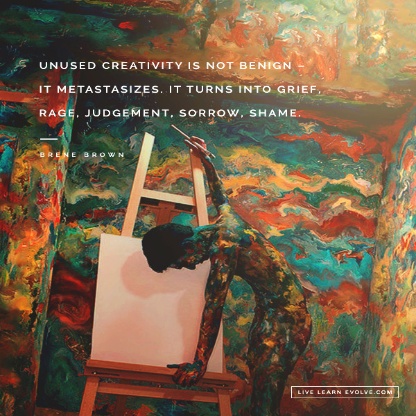 UNUSED CREATIVITY IS NOT BENIGN –
IT METASTASIZES. IT TURNS INTO GRIEF,
RAGE, JUDGEMENT, SORROW, SHAME.
BRENE BROWN
LIVE LEARN EVOLVE.COM